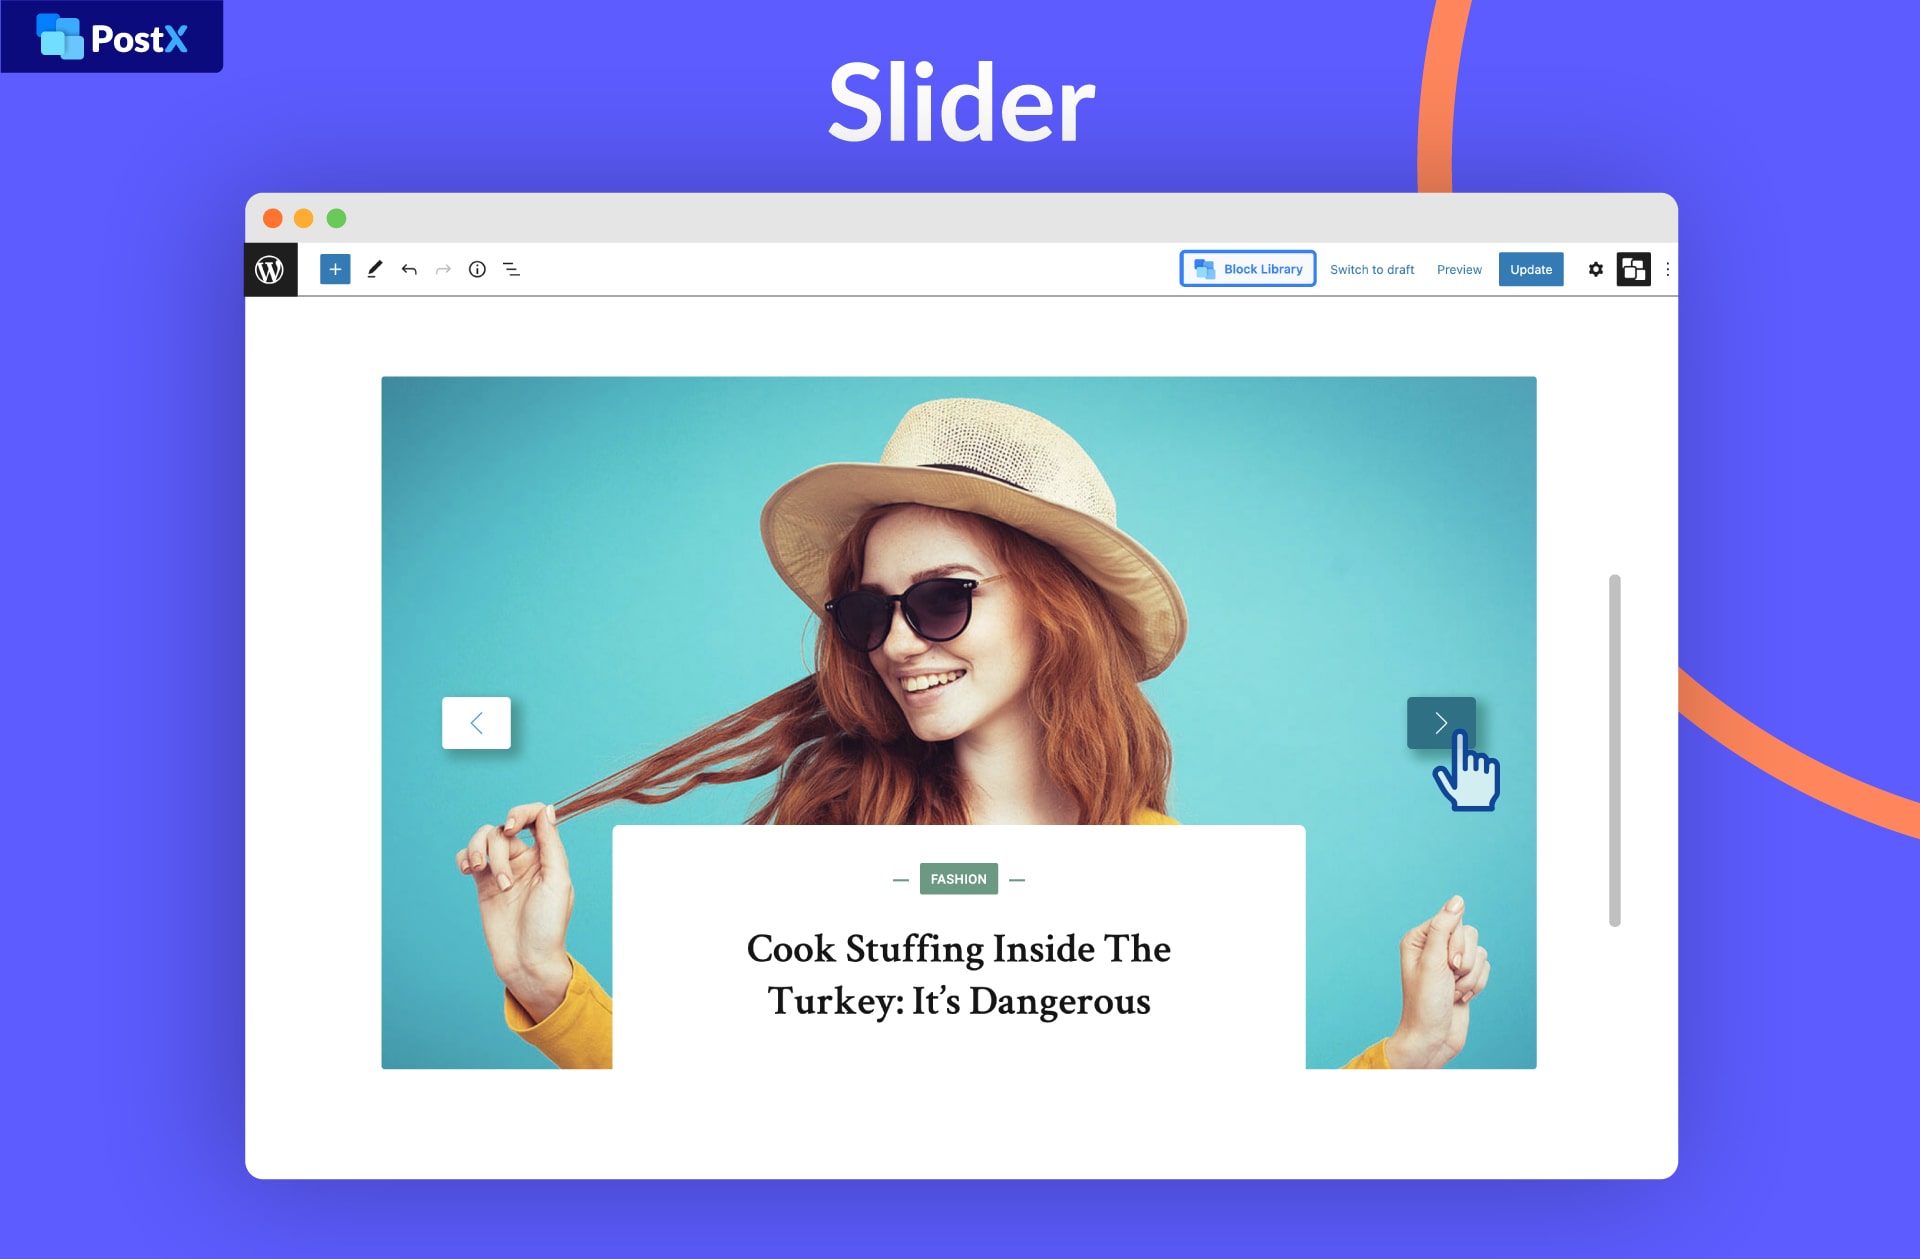 PostX
Slider
Block Library Switch to draft Preview Update
FASHION
Cook Stuffing Inside The
Turkey: It’s Dangerous